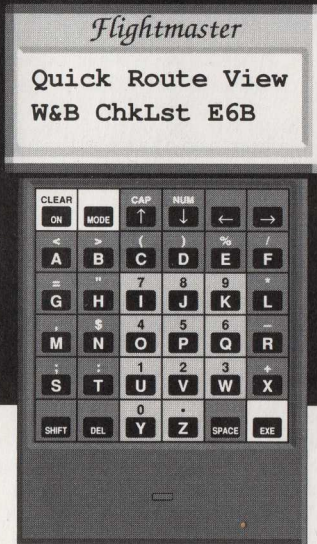 Flightmaster
Quick Route View
W&B ChkLst E6B
CLEAR CAP NUM
ON MODE ↑ ↓ ← →
< > ( ) % /
A B C D E F
= " 7 8 9 *
G H I J K L
, $ 4 5 6 −
M N O P Q R
; : 1 2 3 +
S T U V W X
0 .
SHIFT DEL Y Z SPACE EXE